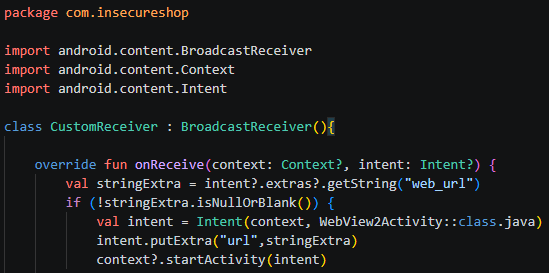 package com.insecureshop
import android.content.BroadcastReceiver
import android.content.Context
import android.content.Intent
class CustomReceiver : BroadcastReceiver(){
override fun onReceive(context: Context?, intent: Intent?) {
val stringExtra = intent?.extras?.getString("web_url")
if (!stringExtra.isNullOrBlank()) {
val intent = Intent(context, WebView2Activity::class.java)
intent.putExtra("url",stringExtra)
context?.startActivity(intent)